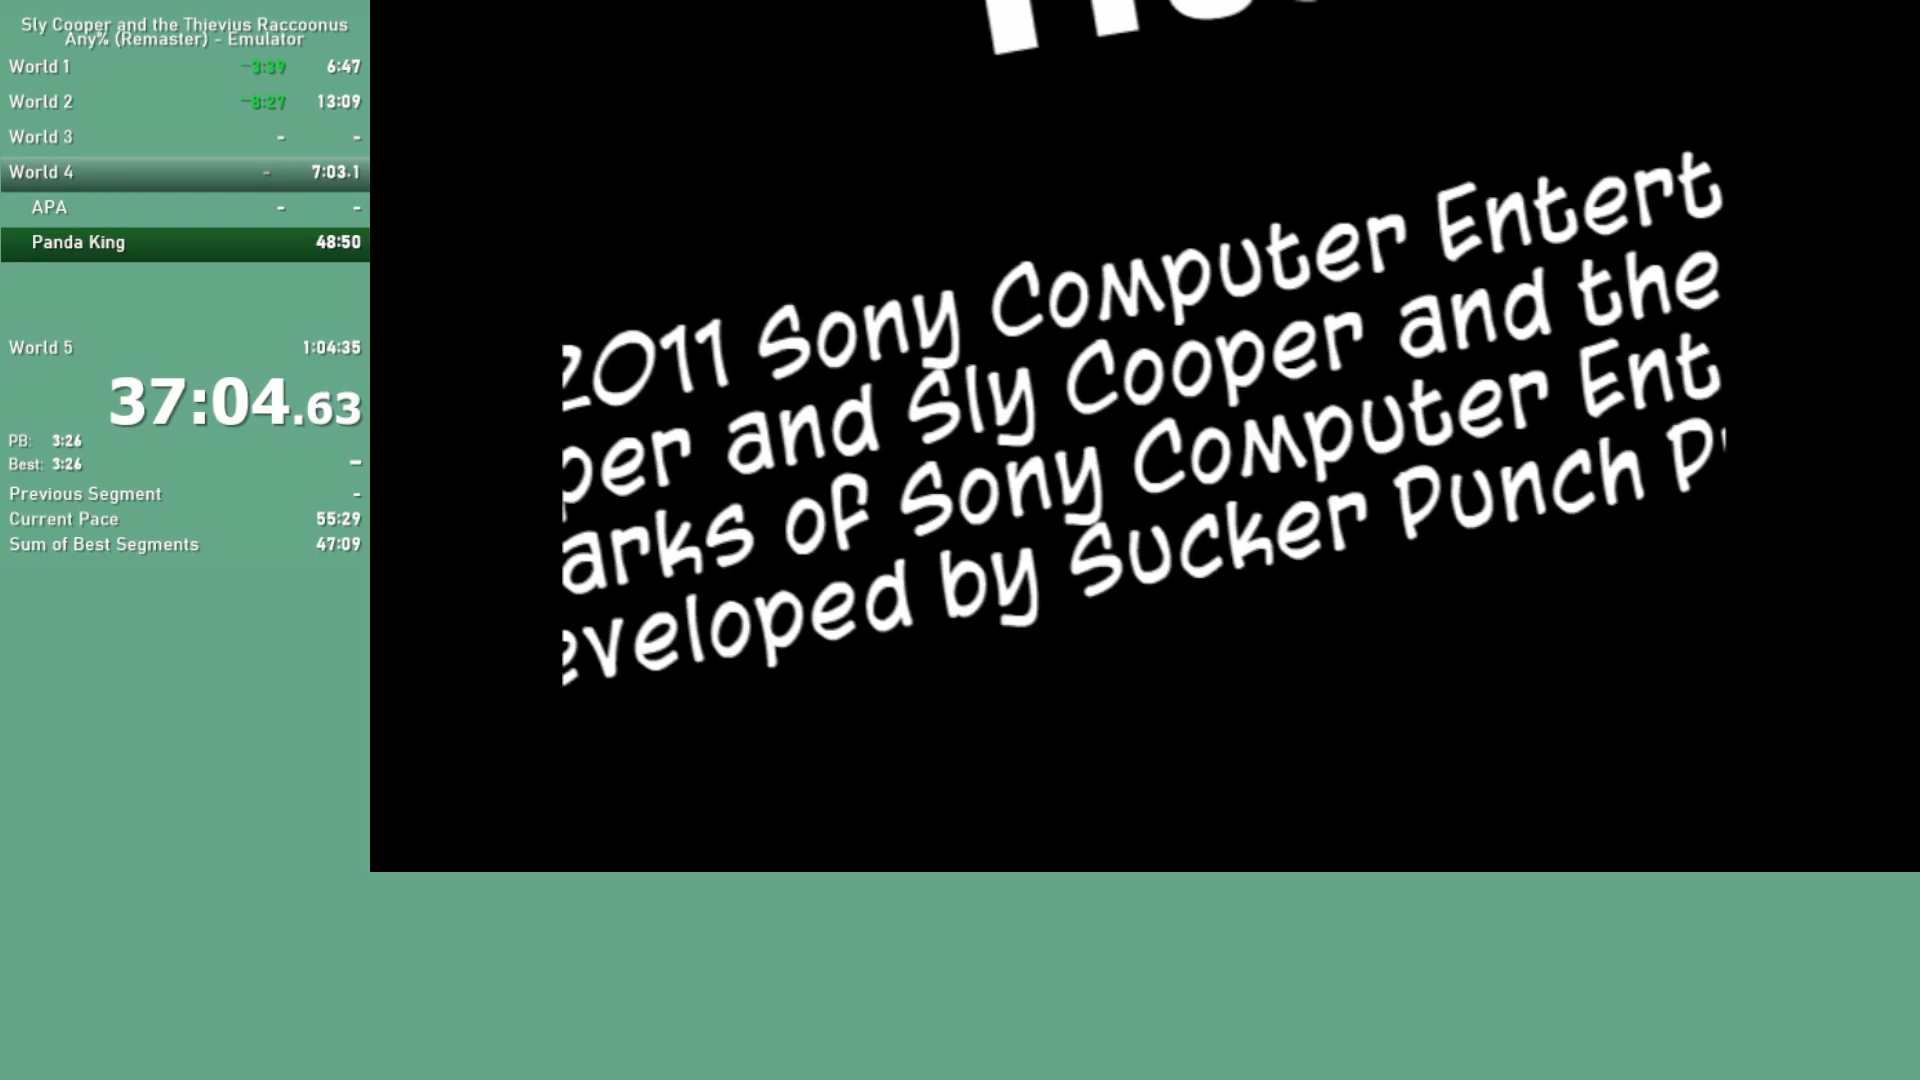 Sly Cooper and the Thievius Raccoonus
Any% (Remaster) - Emulator
World 1 -3:39 6:47
World 2 -8:27 13:09
World 3 - -
World 4 - 7:03.1
APA - -
Panda King 48:50
World 5 1:04:35
37:04.63
PB: 3:26
Best: 3:26 -
Previous Segment -
Current Pace 55:29
Sum of Best Segments 47:09
2011 Sony Computer Entert
per and Sly Cooper and the
arks of Sony Computer Ent
eveloped by Sucker Punch P